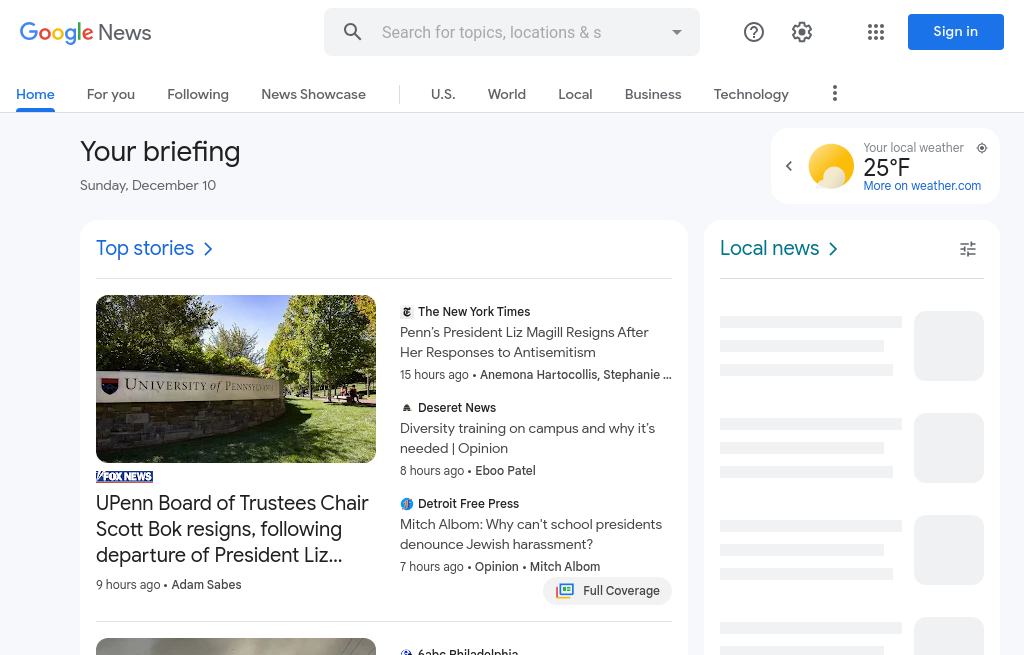 Google News
Search for topics, locations & s
Sign in
Home
For you
Following
News Showcase
U.S.
World
Local
Business
Technology
Your briefing
Sunday, December 10
Your local weather
25°F
More on weather.com
Top stories
UNIVERSITY of PENNSYLVANIA
FOX NEWS
UPenn Board of Trustees Chair
Scott Bok resigns, following
departure of President Liz...
9 hours ago • Adam Sabes
The New York Times
Penn’s President Liz Magill Resigns After
Her Responses to Antisemitism
15 hours ago • Anemona Hartocollis, Stephanie ...
Deseret News
Diversity training on campus and why it’s
needed | Opinion
8 hours ago • Eboo Patel
Detroit Free Press
Mitch Albom: Why can't school presidents
denounce Jewish harassment?
7 hours ago • Opinion • Mitch Albom
Full Coverage
6abc Philadelphia
Local news